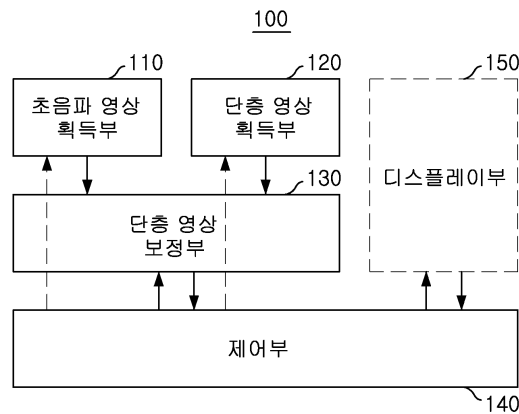 100
110
초음파 영상
획득부
120
단층 영상
획득부
150
디스플레이부
130
단층 영상
보정부
제어부
140